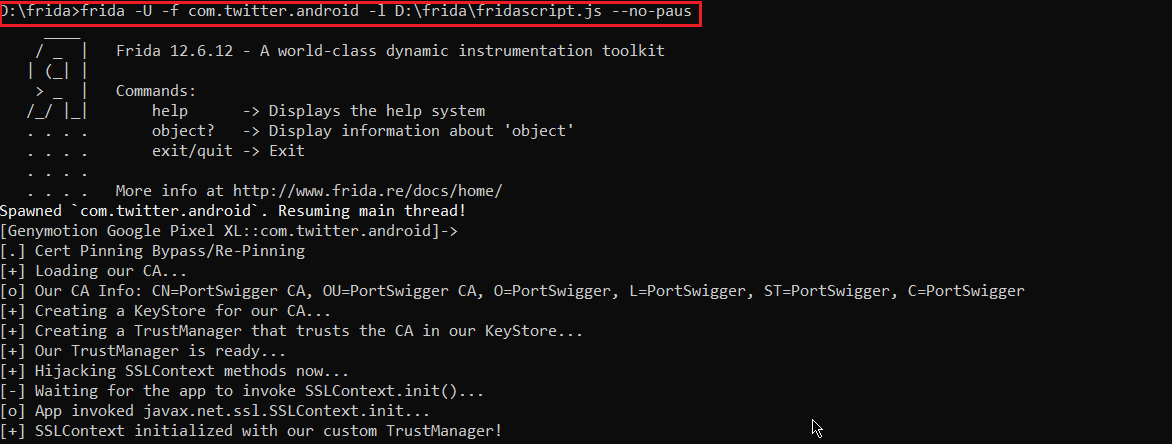 D:\frida>frida -U -f com.twitter.android -l D:\frida\fridascript.js --no-paus
     ____
    / _  |   Frida 12.6.12 - A world-class dynamic instrumentation toolkit
   | (_| |
    > _  |   Commands:
   /_/ |_|       help      -> Displays the help system
   . . . .       object?   -> Display information about 'object'
   . . . .       exit/quit -> Exit
   . . . .
   . . . .   More info at http://www.frida.re/docs/home/
Spawned `com.twitter.android`. Resuming main thread!
[Genymotion Google Pixel XL::com.twitter.android]->
[.] Cert Pinning Bypass/Re-Pinning
[+] Loading our CA...
[o] Our CA Info: CN=PortSwigger CA, OU=PortSwigger CA, O=PortSwigger, L=PortSwigger, ST=PortSwigger, C=PortSwigger
[+] Creating a KeyStore for our CA...
[+] Creating a TrustManager that trusts the CA in our KeyStore...
[+] Our TrustManager is ready...
[+] Hijacking SSLContext methods now...
[-] Waiting for the app to invoke SSLContext.init()...
[o] App invoked javax.net.ssl.SSLContext.init...
[+] SSLContext initialized with our custom TrustManager!